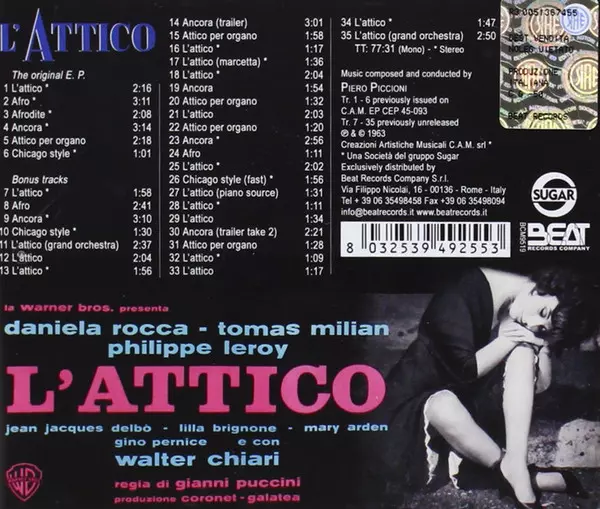 L'ATTICO
The original E. P.
1 L'attico * 2:16
2 Afro * 3:11
3 Afrodite * 2:08
4 Ancora * 3:14
5 Attico per organo 2:18
6 Chicago style * 1:01
Bonus tracks
7 L'attico * 1:58
8 Afro 2:41
9 Ancora * 3:10
10 Chicago style * 1:30
11 L'attico (grand orchestra) 2:37
12 L'attico 2:04
13 L'attico * 1:56
14 Ancora (trailer) 3:01
15 Attico per organo 1:58
16 L'attico * 1:17
17 L'attico (marcetta) * 1:36
18 L'attico * 2:04
19 Ancora 1:54
20 Attico per organo 1:32
21 L'attico 2:03
22 Attico per organo 1:33
23 Ancora * 2:34
24 Afro 1:11
25 L'attico * 2:02
26 Chicago style (fast) * 1:51
27 L'attico (piano source) 1:31
28 L'attico * 1:53
29 L'attico * 1:34
30 Ancora (trailer take 2) 3:01
31 Attico per organo 1:28
32 L'attico * 1:09
33 L'attico 1:17
34 L'attico * 1:47
35 L'attico (grand orchestra) 2:50
TT: 77:31 (Mono) - * Stereo
Music composed and conducted by
PIERO PICCIONI
Tr. 1 - 6 previously issued on
C.A.M. EP CEP 45-093
Tr. 7 - 35 previously unreleased
℗ & © 1963
Creazioni Artistiche Musicali C.A.M. srl *
* Una Società del gruppo Sugar
Exclusively distributed by
Beat Records Company S.r.l.
Via Filippo Nicolai, 16 - 00136 - Rome - Italy
Tel + 39 06 35498458 Fax +39 06 35498094
info@beatrecords.it www.beatrecords.it
8 032539 492553
SUGAR
BEAT
RECORDS COMPANY
BCM9519
BEAT RECORDS
la warner bros. presenta
daniela rocca - tomas milian
philippe leroy
L'ATTICO
jean jacques delbò - lilla brignone - mary arden
gino pernice e con
walter chiari
regia di gianni puccini
produzione coronet - galatea
WB